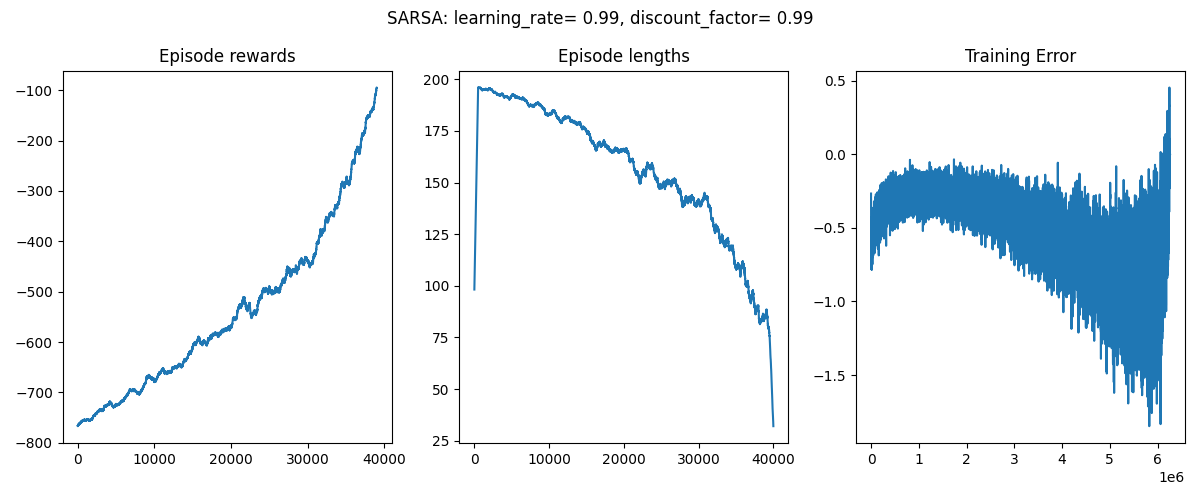 SARSA: learning_rate= 0.99, discount_factor= 0.99
Episode rewards
−100
−200
−300
−400
−500
−600
−700
−800
0 10000 20000 30000 40000
Episode lengths
200
175
150
125
100
75
50
25
0 10000 20000 30000 40000
Training Error
0.5
0.0
−0.5
−1.0
−1.5
0 1 2 3 4 5 6
1e6